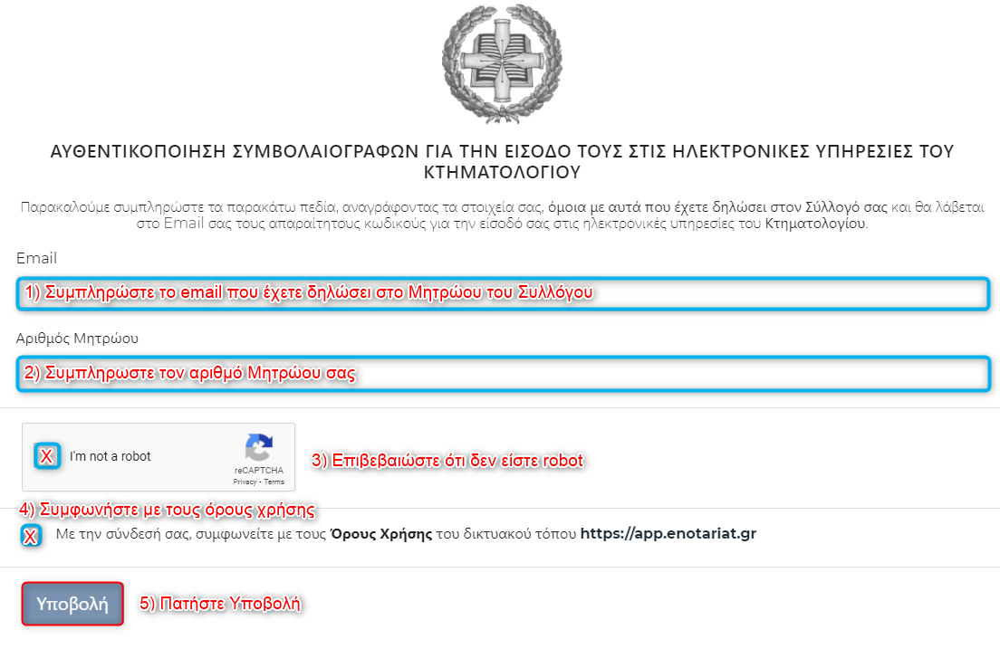 ΑΥΘΕΝΤΙΚΟΠΟΙΗΣΗ ΣΥΜΒΟΛΑΙΟΓΡΑΦΩΝ ΓΙΑ ΤΗΝ ΕΙΣΟΔΟ ΤΟΥΣ ΣΤΙΣ ΗΛΕΚΤΡΟΝΙΚΕΣ ΥΠΗΡΕΣΙΕΣ ΤΟΥ
ΚΤΗΜΑΤΟΛΟΓΙΟΥ
Παρακαλούμε συμπληρώστε τα παρακάτω πεδία, αναγράφοντας τα στοιχεία σας, όμοια με αυτά που έχετε δηλώσει στον Σύλλογό σας και θα λάβεται
στο Email σας τους απαραίτητους κωδικούς για την είσοδό σας στις ηλεκτρονικές υπηρεσίες του Κτηματολογίου.
Email
1) Συμπληρώστε το email που έχετε δηλώσει στο Μητρώου του Συλλόγου
Αριθμός Μητρώου
2) Συμπληρωστε τον αριθμό Μητρώου σας
X I'm not a robot
reCAPTCHA
Privacy - Terms
3) Επιβεβαιώστε ότι δεν είστε robot
4) Συμφωνήστε με τους όρους χρήσης
X Με την σύνδεσή σας, συμφωνείτε με τους Όρους Χρήσης του δικτυακού τόπου https://app.enotariat.gr
Υποβολή 5) Πατήστε Υποβολή